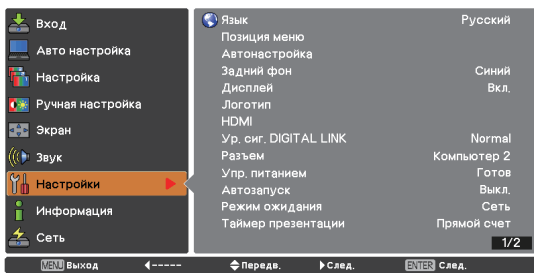 Вход
Авто настройка
Настройка
Ручная настройка
Экран
Звук
Настройки
Информация
Сеть
Язык Русский
Позиция меню
Автонастройка
Задний фон Синий
Дисплей Вкл.
Логотип
HDMI
Ур. сиг. DIGITAL LINK Normal
Разъем Компьютер 2
Упр. питанием Готов
Автозапуск Выкл.
Режим ожидания Сеть
Таймер презентации Прямой счет
1/2
MENU Выход ----- Передв. След. ENTER След.